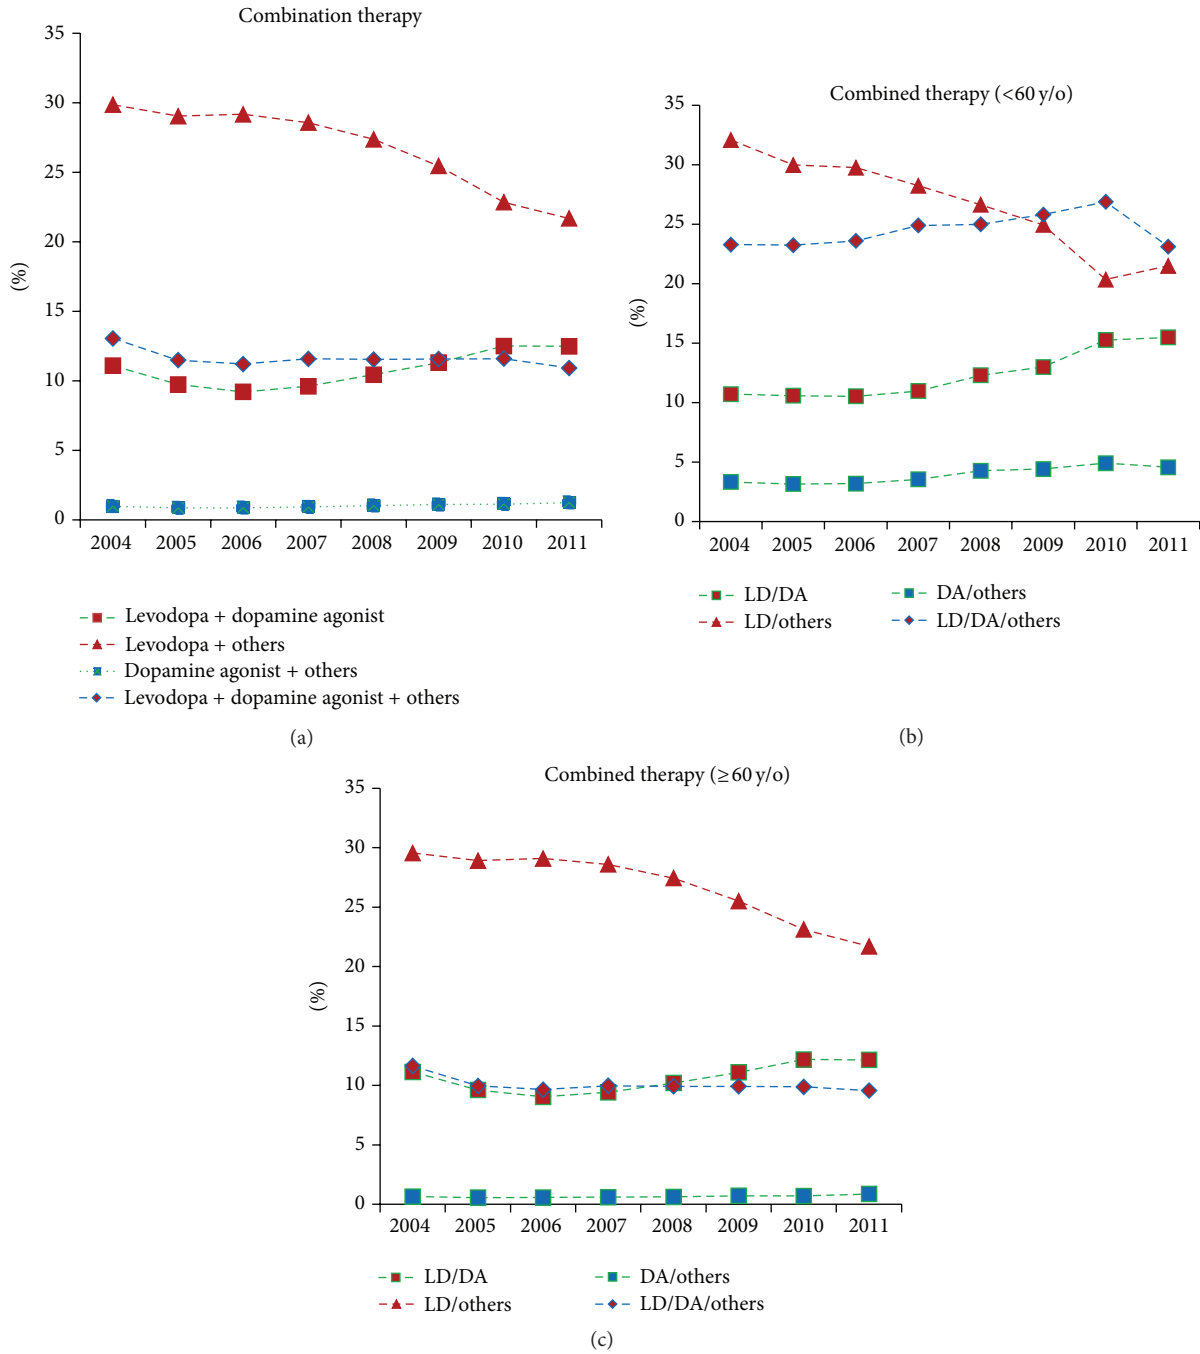 Combination therapy
35
30
25
20
15
10
5
0
(%)
2004 2005 2006 2007 2008 2009 2010 2011
Levodopa + dopamine agonist
Levodopa + others
Dopamine agonist + others
Levodopa + dopamine agonist + others
(a)
Combined therapy (<60 y/o)
35
30
25
20
15
10
5
0
(%)
2004 2005 2006 2007 2008 2009 2010 2011
LD/DA DA/others
LD/others LD/DA/others
(b)
Combined therapy (≥60 y/o)
35
30
25
20
15
10
5
0
(%)
2004 2005 2006 2007 2008 2009 2010 2011
LD/DA DA/others
LD/others LD/DA/others
(c)